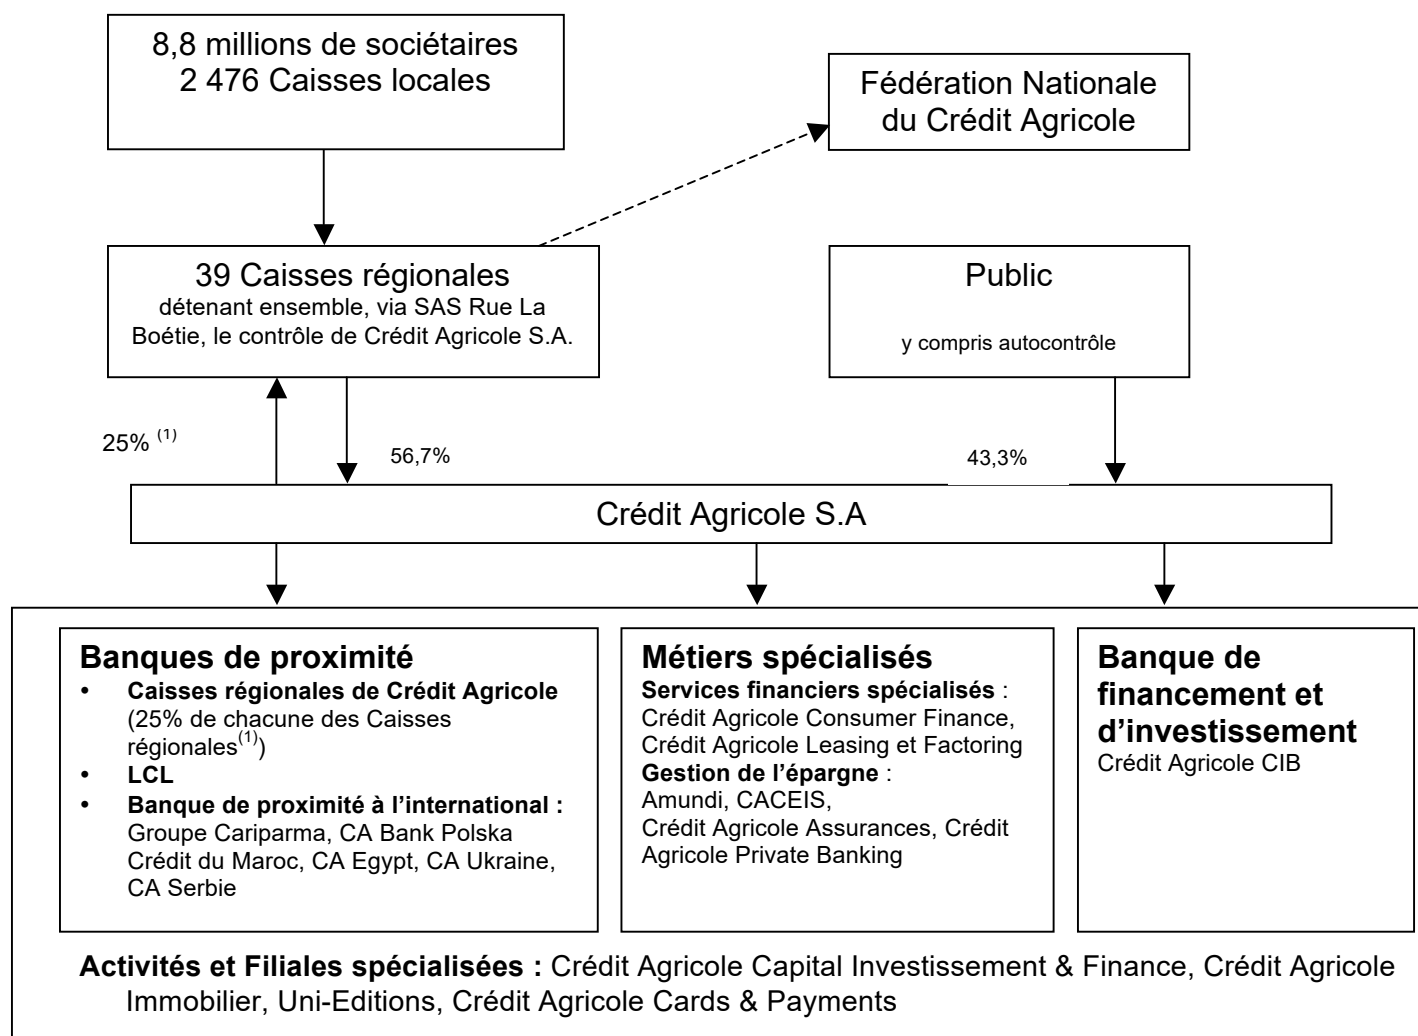 8,8 millions de sociétaires
2 476 Caisses locales
Fédération Nationale
du Crédit Agricole
39 Caisses régionales
détenant ensemble, via SAS Rue La
Boétie, le contrôle de Crédit Agricole S.A.
Public
y compris autocontrôle
25% (1)
56,7%
43,3%
Crédit Agricole S.A
Banques de proximité
• Caisses régionales de Crédit Agricole
(25% de chacune des Caisses
régionales(1))
• LCL
• Banque de proximité à l’international :
Groupe Cariparma, CA Bank Polska
Crédit du Maroc, CA Egypt, CA Ukraine,
CA Serbie
Métiers spécialisés
Services financiers spécialisés :
Crédit Agricole Consumer Finance,
Crédit Agricole Leasing et Factoring
Gestion de l’épargne :
Amundi, CACEIS,
Crédit Agricole Assurances, Crédit
Agricole Private Banking
Banque de
financement et
d’investissement
Crédit Agricole CIB
Activités et Filiales spécialisées : Crédit Agricole Capital Investissement & Finance, Crédit Agricole
Immobilier, Uni-Editions, Crédit Agricole Cards & Payments